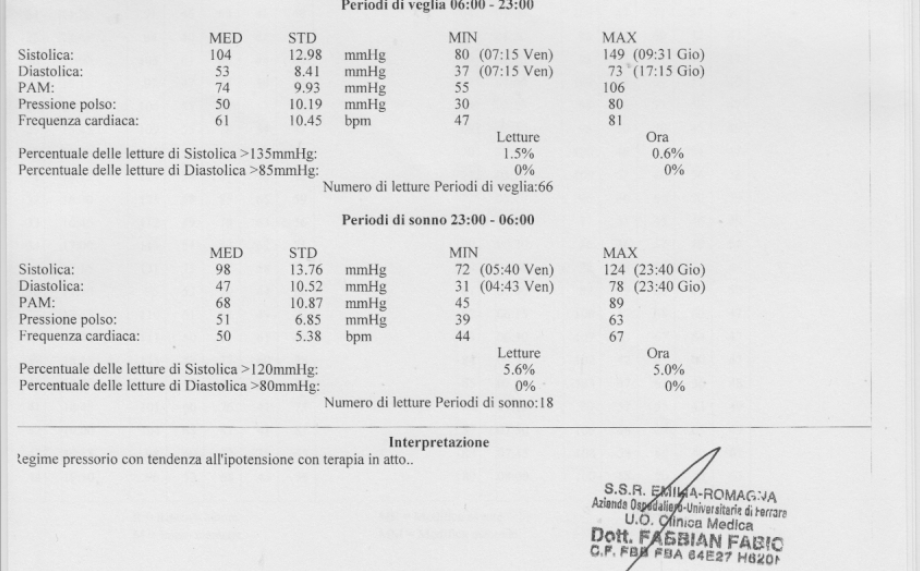 Periodi di veglia 06:00 - 23:00
MED STD MIN MAX
Sistolica: 104 12.98 mmHg 80 (07:15 Ven) 149 (09:31 Gio)
Diastolica: 53 8.41 mmHg 37 (07:15 Ven) 73 (17:15 Gio)
PAM: 74 9.93 mmHg 55 106
Pressione polso: 50 10.19 mmHg 30 80
Frequenza cardiaca: 61 10.45 bpm 47 81
Letture Ora
Percentuale delle letture di Sistolica >135mmHg: 1.5% 0.6%
Percentuale delle letture di Diastolica >85mmHg: 0% 0%
Numero di letture Periodi di veglia:66
Periodi di sonno 23:00 - 06:00
MED STD MIN MAX
Sistolica: 98 13.76 mmHg 72 (05:40 Ven) 124 (23:40 Gio)
Diastolica: 47 10.52 mmHg 31 (04:43 Ven) 78 (23:40 Gio)
PAM: 68 10.87 mmHg 45 89
Pressione polso: 51 6.85 mmHg 39 63
Frequenza cardiaca: 50 5.38 bpm 44 67
Letture Ora
Percentuale delle letture di Sistolica >120mmHg: 5.6% 5.0%
Percentuale delle letture di Diastolica >80mmHg: 0% 0%
Numero di letture Periodi di sonno:18
Interpretazione
Regime pressorio con tendenza all'ipotensione con terapia in atto..
S.S.R. EMILIA-ROMAGNA
Azienda Ospedaliero-Universitaria di Ferrara
U.O. Clinica Medica
Dott. FABBIAN FABIO
C.F. FBB FBA 64E27